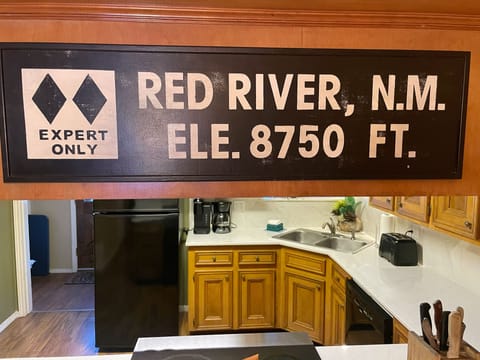 RED RIVER, N.M.
ELE. 8750 FT.
EXPERT
ONLY